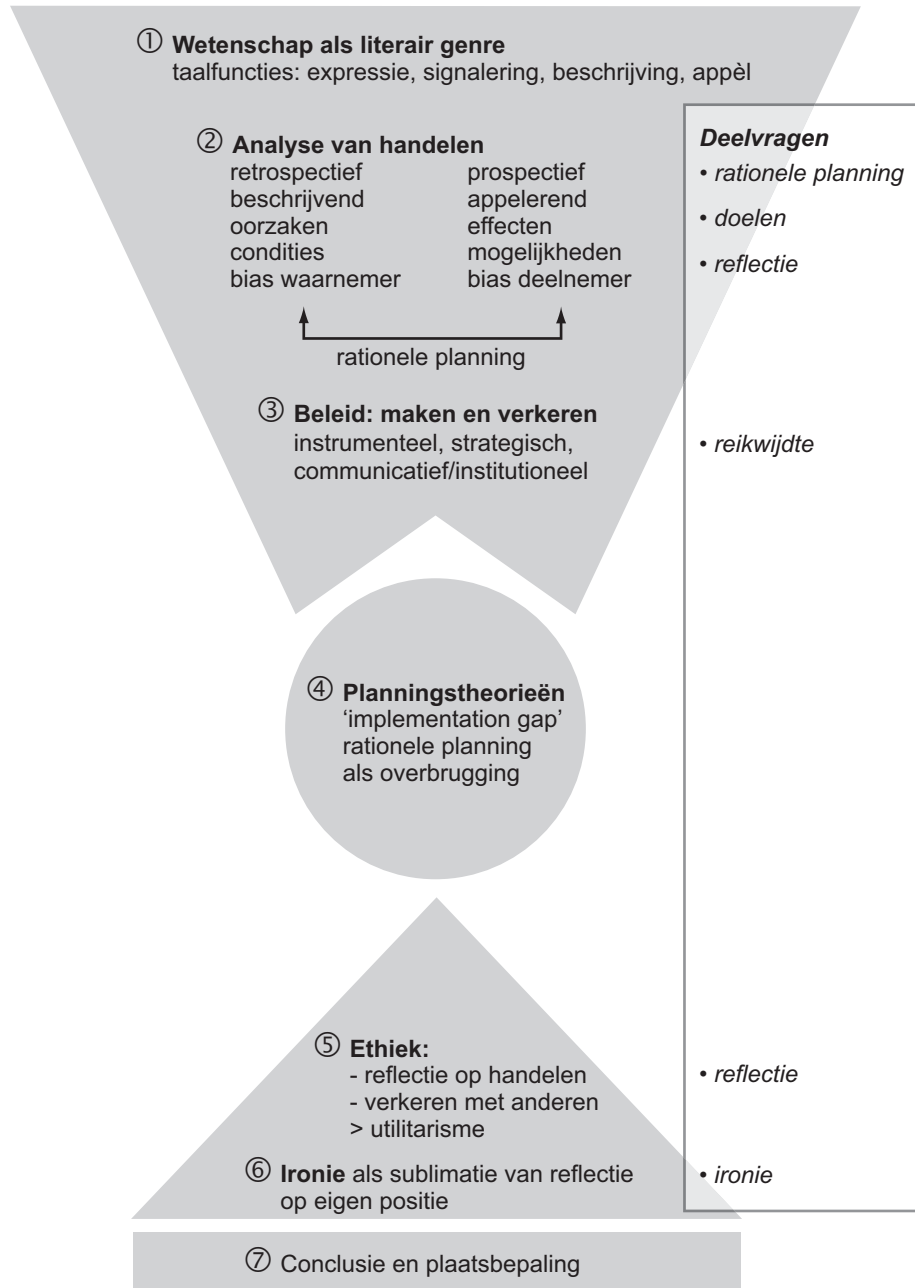 ① Wetenschap als literair genre
taalfuncties: expressie, signalering, beschrijving, appèl
② Analyse van handelen
retrospectief prospectief
beschrijvend appelerend
oorzaken effecten
condities mogelijkheden
bias waarnemer bias deelnemer
rationele planning
③ Beleid: maken en verkeren
instrumenteel, strategisch,
communicatief/institutioneel
④ Planningstheorieën
‘implementation gap’
rationele planning
als overbrugging
⑤ Ethiek:
- reflectie op handelen
- verkeren met anderen
> utilitarisme
⑥ Ironie als sublimatie van reflectie
op eigen positie
⑦ Conclusie en plaatsbepaling
Deelvragen
• rationele planning
• doelen
• reflectie
• reikwijdte
• reflectie
• ironie